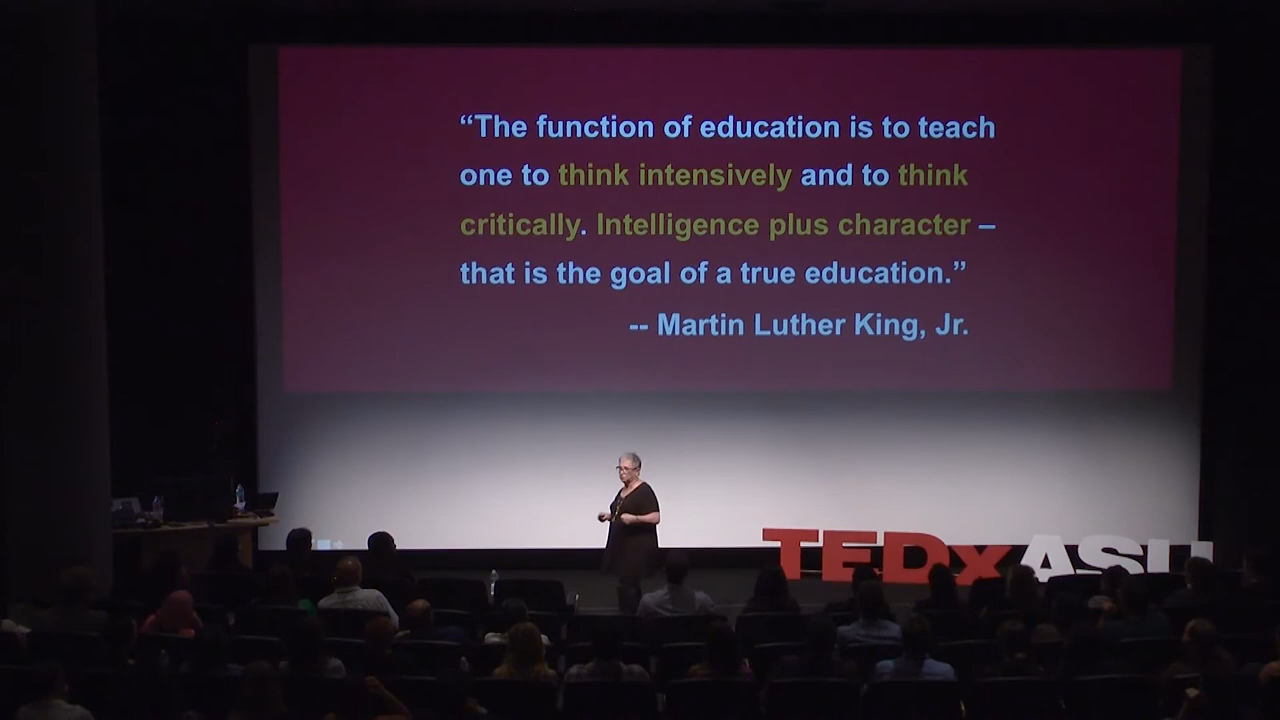 “The function of education is to teach
one to think intensively and to think
critically. Intelligence plus character –
that is the goal of a true education.”
-- Martin Luther King, Jr.
TEDxASU